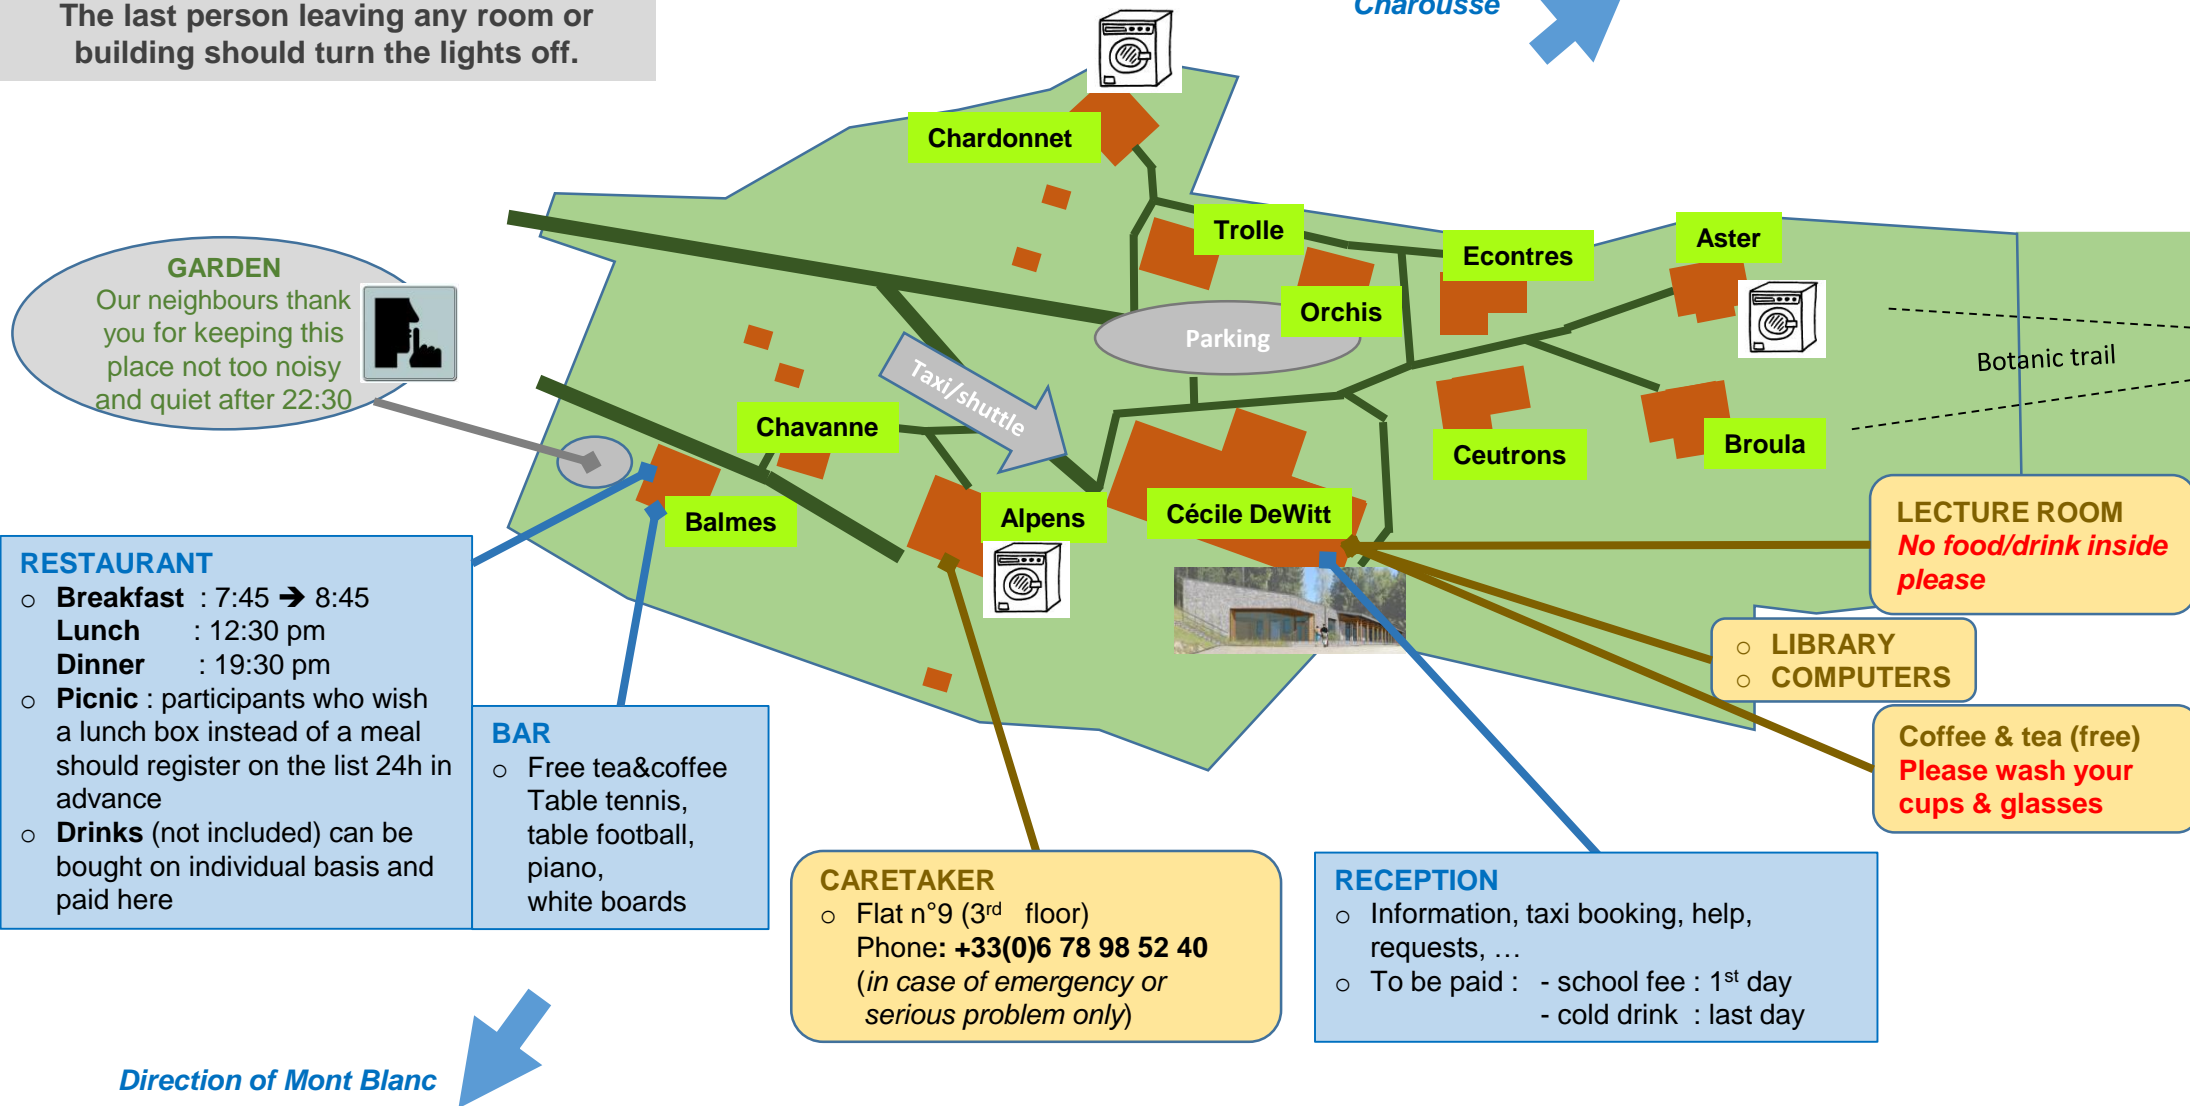 The last person leaving any room or
building should turn the lights off.
Charousse
Chardonnet
Trolle
Econtres
Aster
Orchis
Parking
GARDEN
Our neighbours thank
you for keeping this
place not too noisy
and quiet after 22:30
Taxi/shuttle
Botanic trail
Chavanne
Ceutrons
Broula
Balmes
Alpens
Cécile DeWitt
LECTURE ROOM
No food/drink inside
please
RESTAURANT
○ Breakfast : 7:45 ➔ 8:45
Lunch : 12:30 pm
Dinner : 19:30 pm
○ Picnic : participants who wish
a lunch box instead of a meal
should register on the list 24h in
advance
○ Drinks (not included) can be
bought on individual basis and
paid here
BAR
○ Free tea&coffee
Table tennis,
table football,
piano,
white boards
○ LIBRARY
○ COMPUTERS
Coffee & tea (free)
Please wash your
cups & glasses
CARETAKER
○ Flat n°9 (3rd floor)
Phone: +33(0)6 78 98 52 40
(in case of emergency or
serious problem only)
RECEPTION
○ Information, taxi booking, help,
requests, …
○ To be paid : - school fee : 1st day
- cold drink : last day
Direction of Mont Blanc